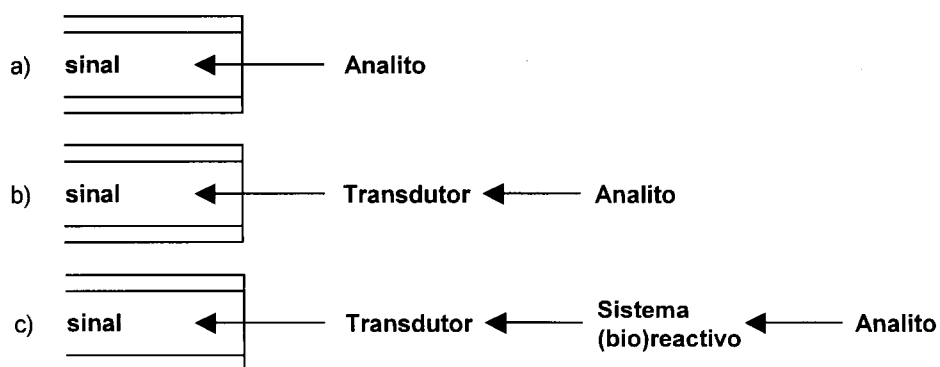 a) sinal Analito
b) sinal Transdutor Analito
c) sinal Transdutor Sistema (bio)reactivo Analito